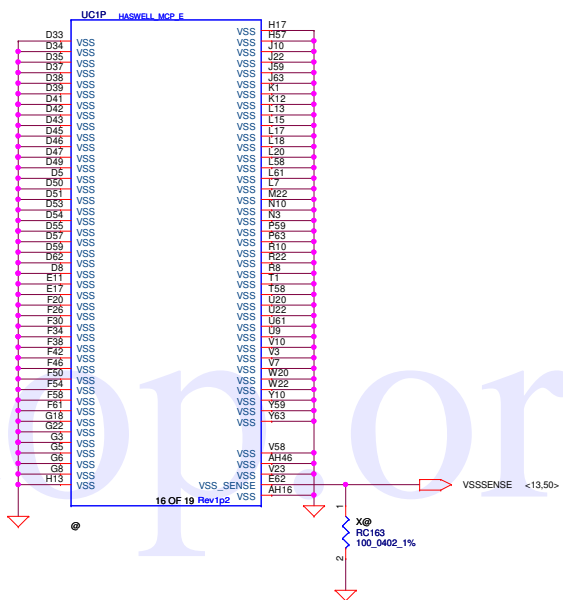 UC1P HASWELL_MCP_E
VSS H17
D33 VSS VSS H57
D34 VSS VSS J10
D35 VSS VSS J22
D37 VSS VSS J59
D38 VSS VSS J63
D39 VSS VSS K1
D41 VSS VSS K12
D42 VSS VSS L13
D43 VSS VSS L15
D45 VSS VSS L17
D46 VSS VSS L18
D47 VSS VSS L20
D49 VSS VSS L58
D5 VSS VSS L61
D50 VSS VSS L7
D51 VSS VSS M22
D53 VSS VSS N10
D54 VSS VSS N3
D55 VSS VSS P59
D57 VSS VSS P63
D59 VSS VSS R10
D62 VSS VSS R22
D8 VSS VSS R8
E11 VSS VSS T1
E17 VSS VSS T58
F20 VSS VSS U20
F26 VSS VSS U22
F30 VSS VSS U61
F34 VSS VSS U9
F38 VSS VSS V10
F42 VSS VSS V3
F46 VSS VSS V7
F50 VSS VSS W20
F54 VSS VSS W22
F58 VSS VSS Y10
F61 VSS VSS Y59
G18 VSS VSS Y63
G22 VSS
G3 VSS
G5 VSS VSS V58
G6 VSS VSS AH46
G8 VSS VSS V23
H13 VSS VSS_SENSE E62 VSSSENSE <13,50>
VSS AH16
16 OF 19 Rev1p2
@
1
X@
RC163
100_0402_1%
2
op.or